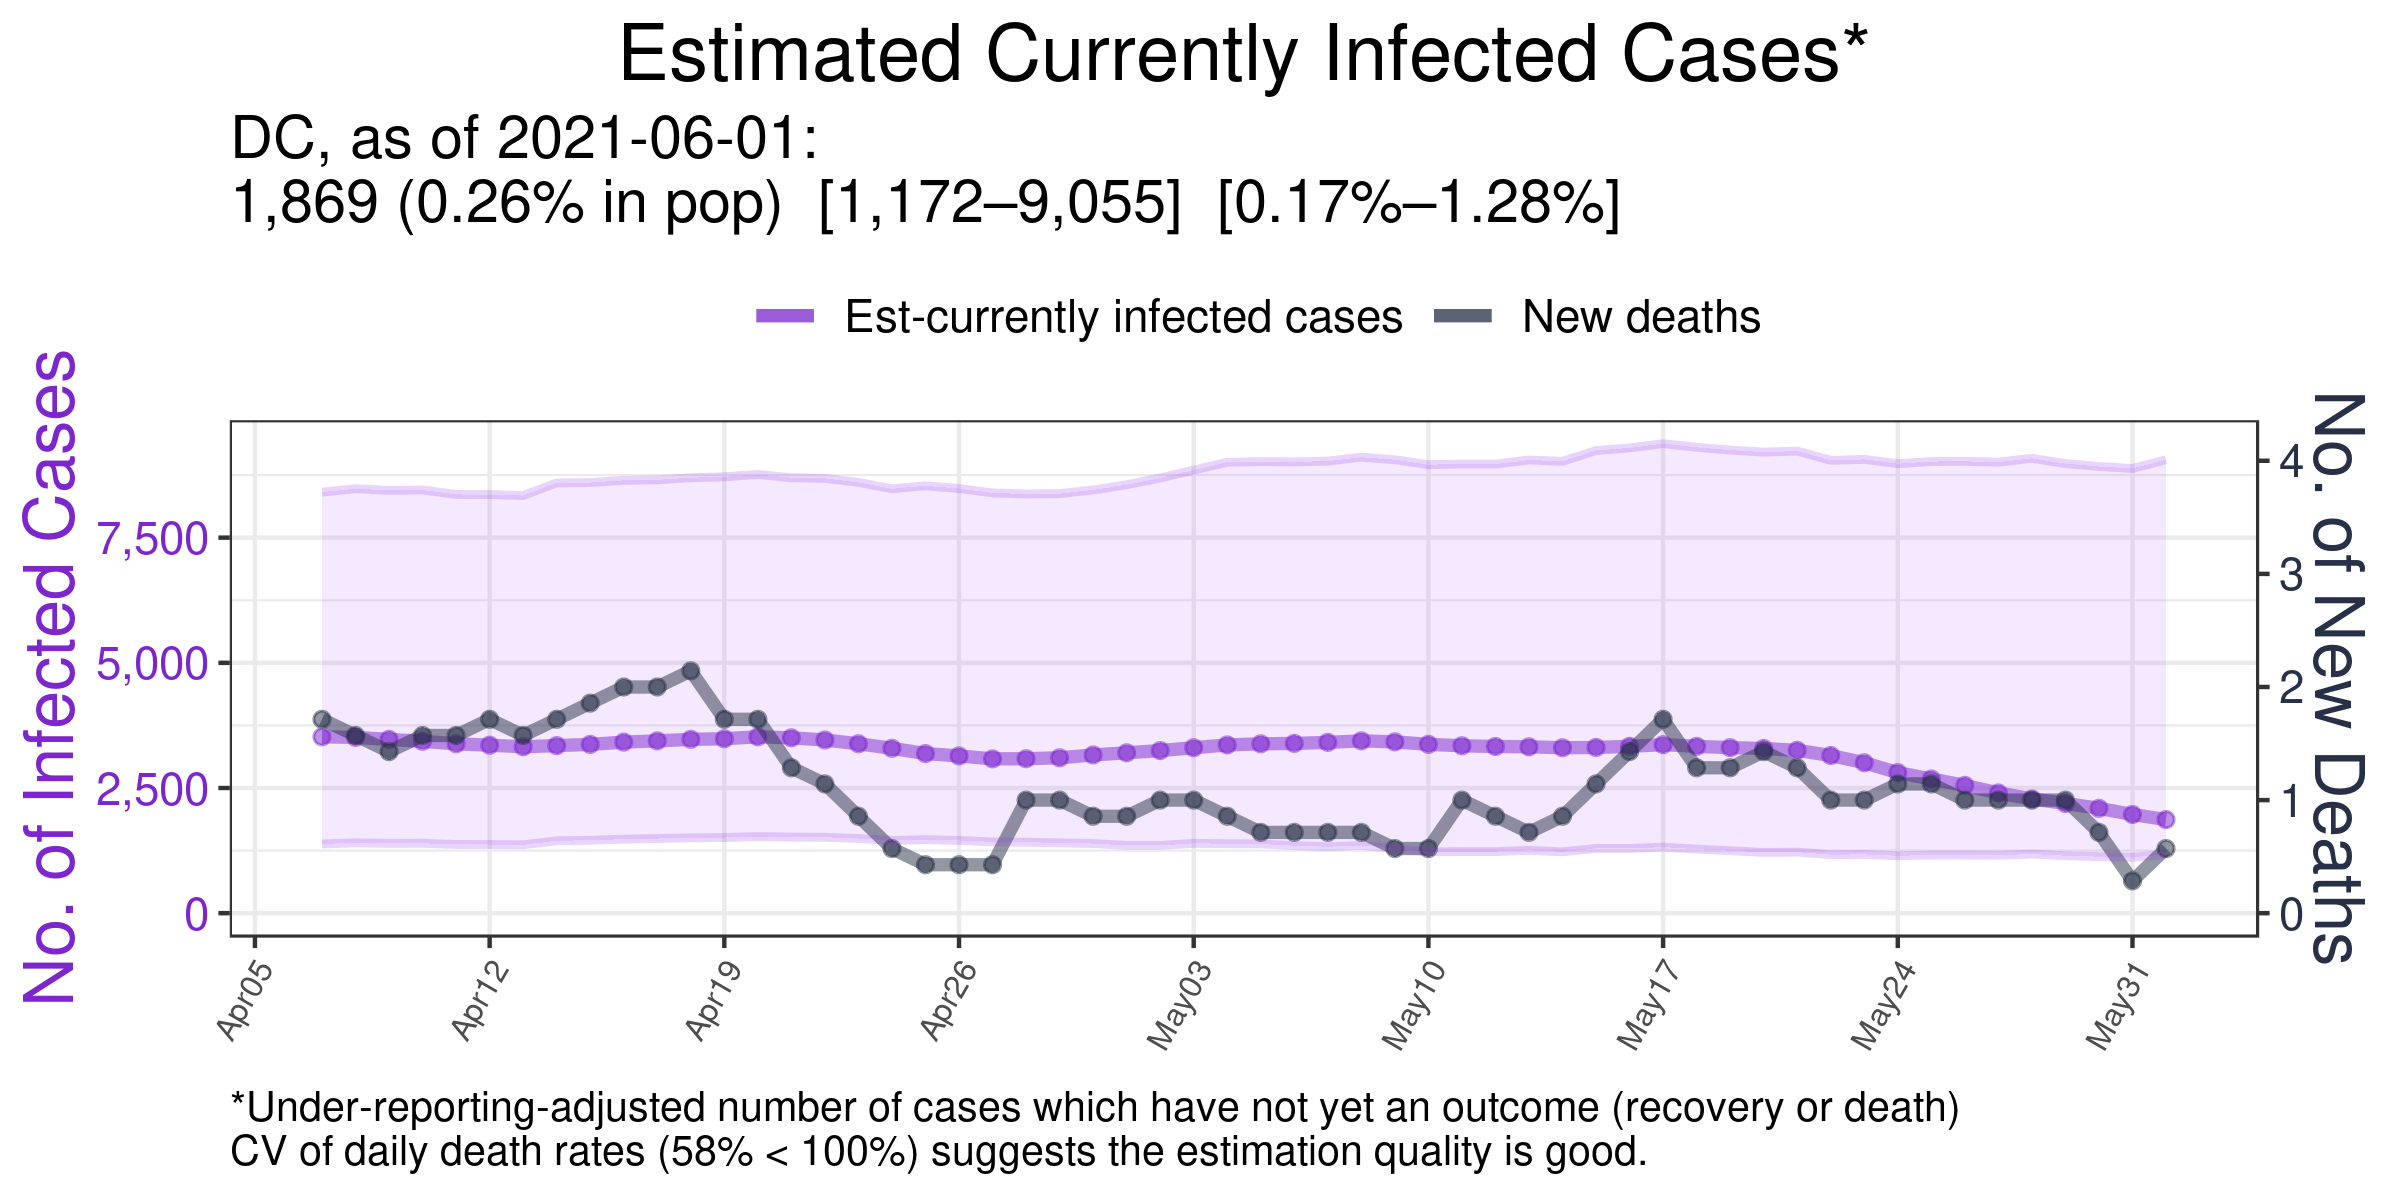 Estimated Currently Infected Cases*
DC, as of 2021-06-01:
1,869 (0.26% in pop)  [1,172–9,055]  [0.17%–1.28%]
Est-currently infected cases
New deaths
No. of Infected Cases
7,500
5,000
2,500
0
No. of New Deaths
4
3
2
1
0
Apr05
Apr12
Apr19
Apr26
May03
May10
May17
May24
May31
*Under-reporting-adjusted number of cases which have not yet an outcome (recovery or death)
CV of daily death rates (58% < 100%) suggests the estimation quality is good.